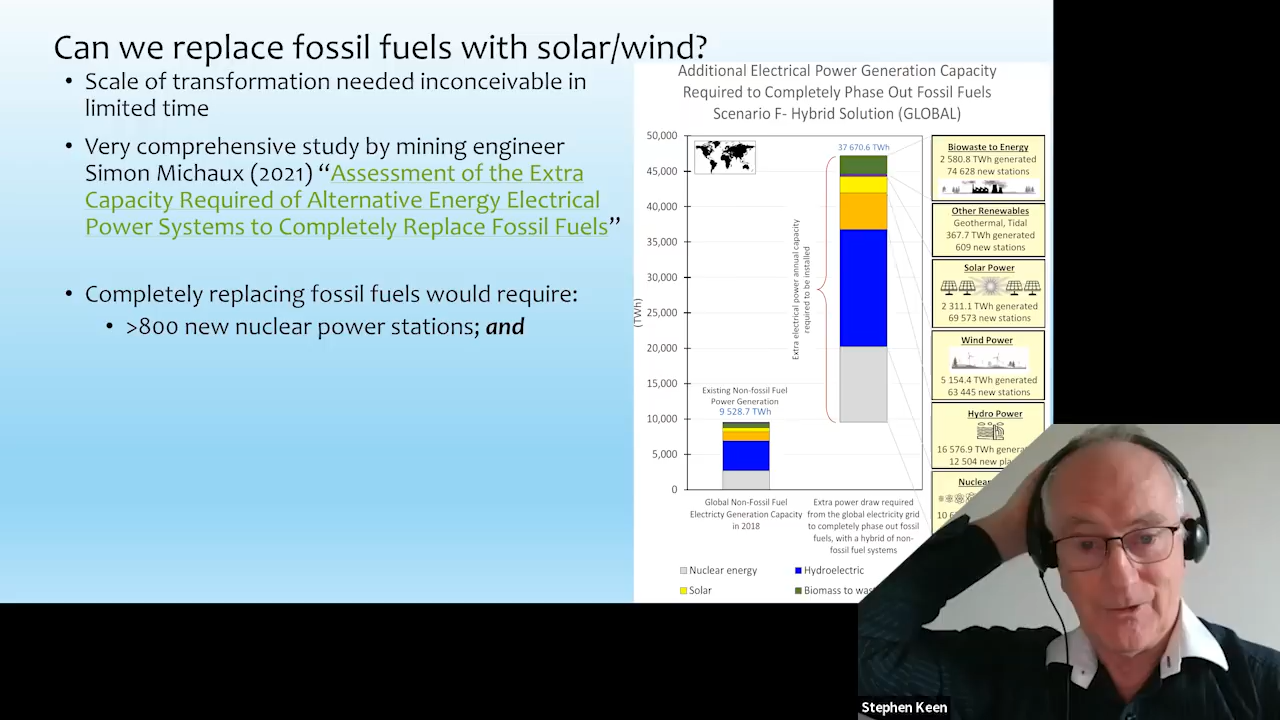 Can we replace fossil fuels with solar/wind?
• Scale of transformation needed inconceivable in
limited time
• Very comprehensive study by mining engineer
Simon Michaux (2021) “Assessment of the Extra
Capacity Required of Alternative Energy Electrical
Power Systems to Completely Replace Fossil Fuels”
• Completely replacing fossil fuels would require:
• >800 new nuclear power stations; and
Additional Electrical Power Generation Capacity
Required to Completely Phase Out Fossil Fuels
Scenario F- Hybrid Solution (GLOBAL)
50,000
45,000
40,000
35,000
30,000
25,000
20,000
15,000
10,000
5,000
0
(TWh)
37 670.6 TWh
Extra electrical power annual capacity
required to be installed
Existing Non-fossil Fuel
Power Generation
9 528.7 TWh
Global Non-Fossil Fuel
Electricty Generation Capacity
in 2018
Extra power draw required
from the global electricity grid
to completely phase out fossil
fuels, with a hybrid of non-
fossil fuel systems
Nuclear energy
Hydroelectric
Solar
Biomass to
Biowaste to Energy
2 580.8 TWh generated
74 628 new stations
Other Renewables
Geothermal, Tidal
367.7 TWh generated
609 new stations
Solar Power
2 311.1 TWh generated
69 573 new stations
Wind Power
5 154.4 TWh generated
63 445 new stations
Hydro Power
16 576.9 TWh
12 504 new
Nuclear
Stephen Keen